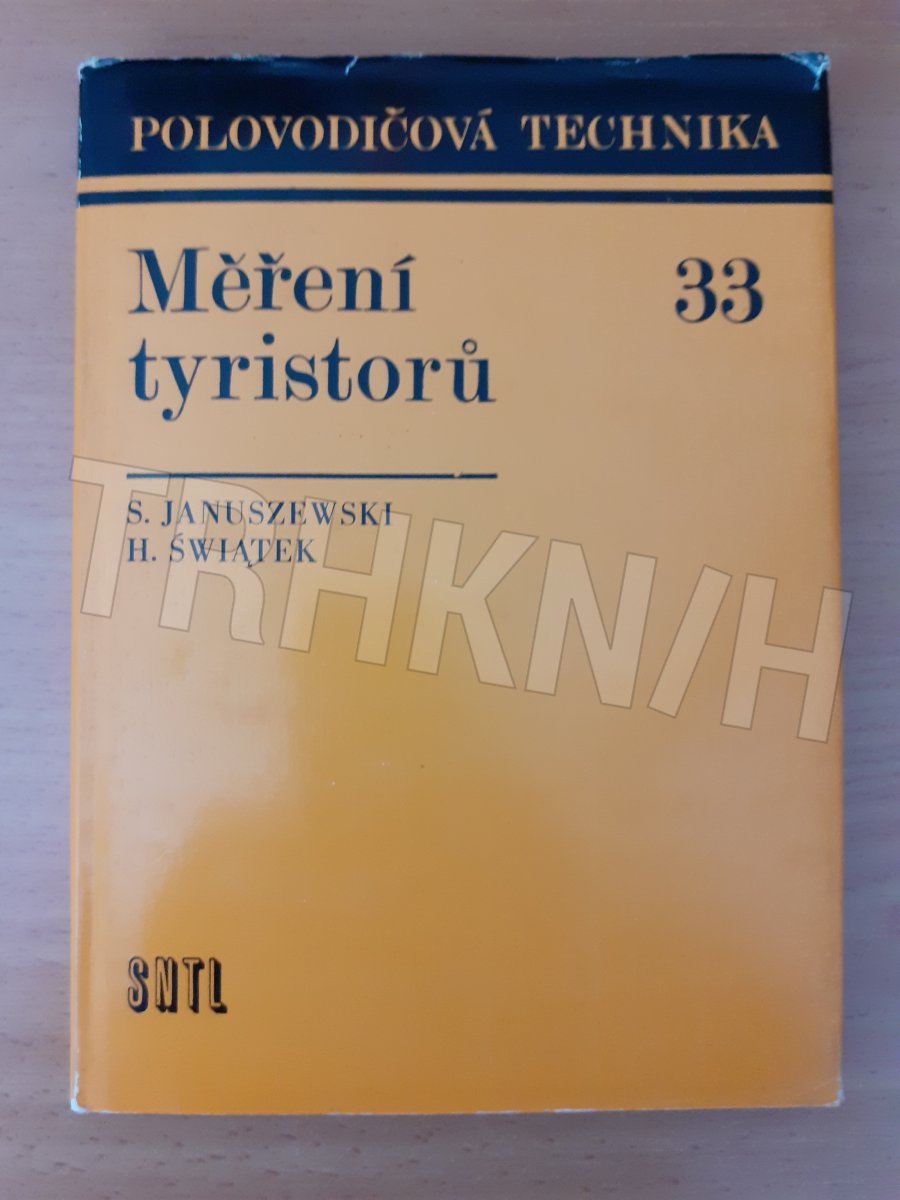 POLOVODIČOVÁ TECHNIKA
Měření 33
tyristorů
S. JANUSZEWSKI
H. ŚWIĄTEK
TRHKNIH
SNTL